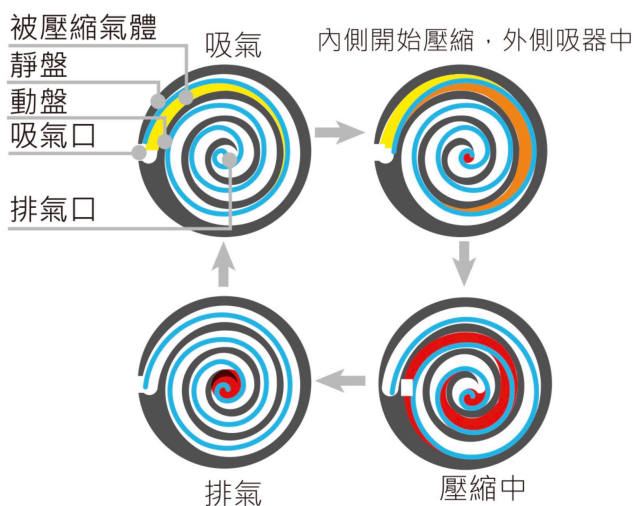 被壓縮氣體
靜盤
動盤
吸氣口
排氣口
吸氣
內側開始壓縮，外側吸器中
排氣
壓縮中